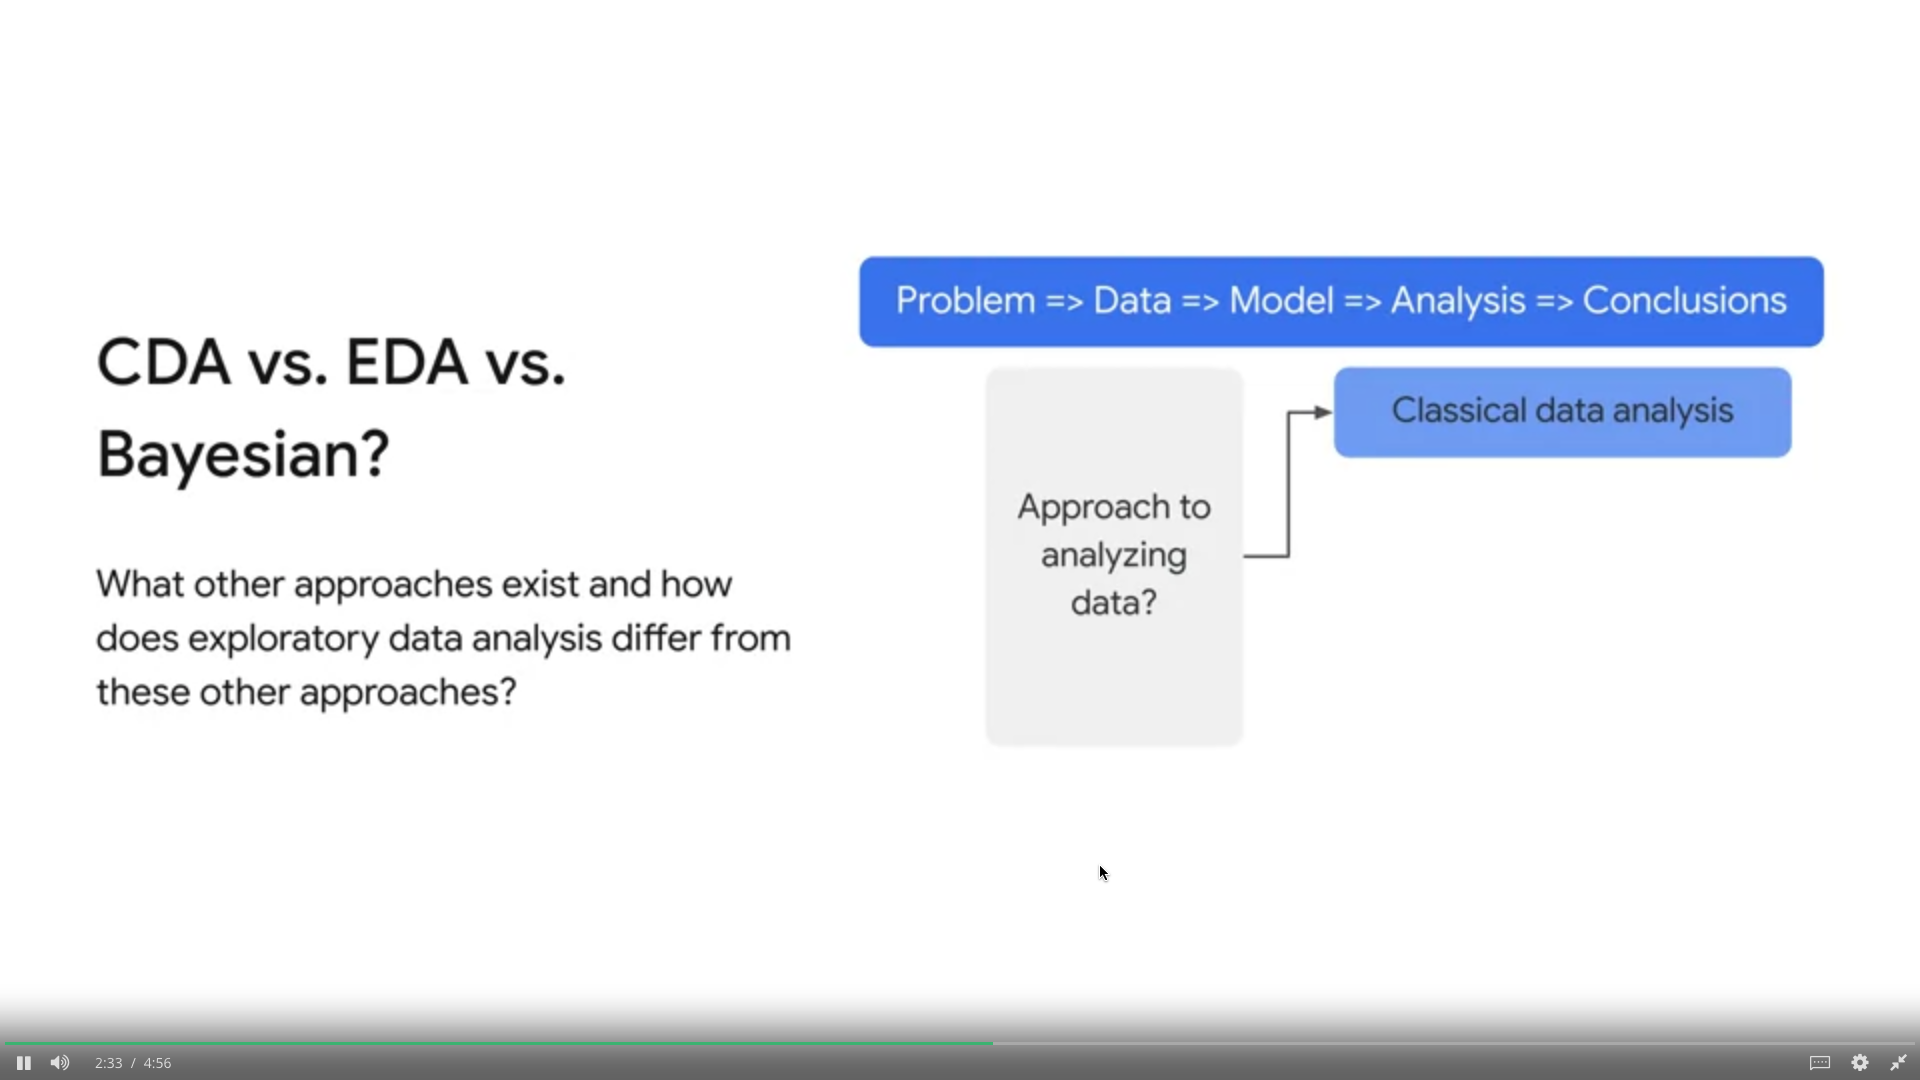 CDA vs. EDA vs.
Bayesian?
What other approaches exist and how
does exploratory data analysis differ from
these other approaches?
Problem => Data => Model => Analysis => Conclusions
Classical data analysis
Approach to
analyzing
data?
2:33 / 4:56